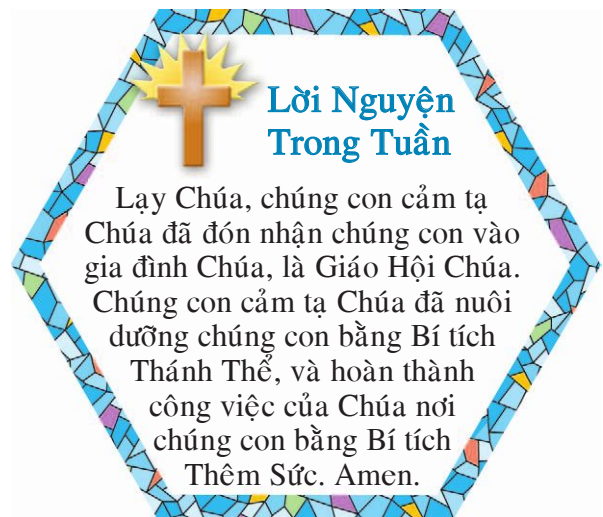 Lời Nguyện
Trong Tuần
Lạy Chúa, chúng con cảm tạ
Chúa đã đón nhận chúng con vào
gia đình Chúa, là Giáo Hội Chúa.
Chúng con cảm tạ Chúa đã nuôi
dưỡng chúng con bằng Bí tích
Thánh Thể, và hoàn thành
công việc của Chúa nơi
chúng con bằng Bí tích
Thêm Sức. Amen.